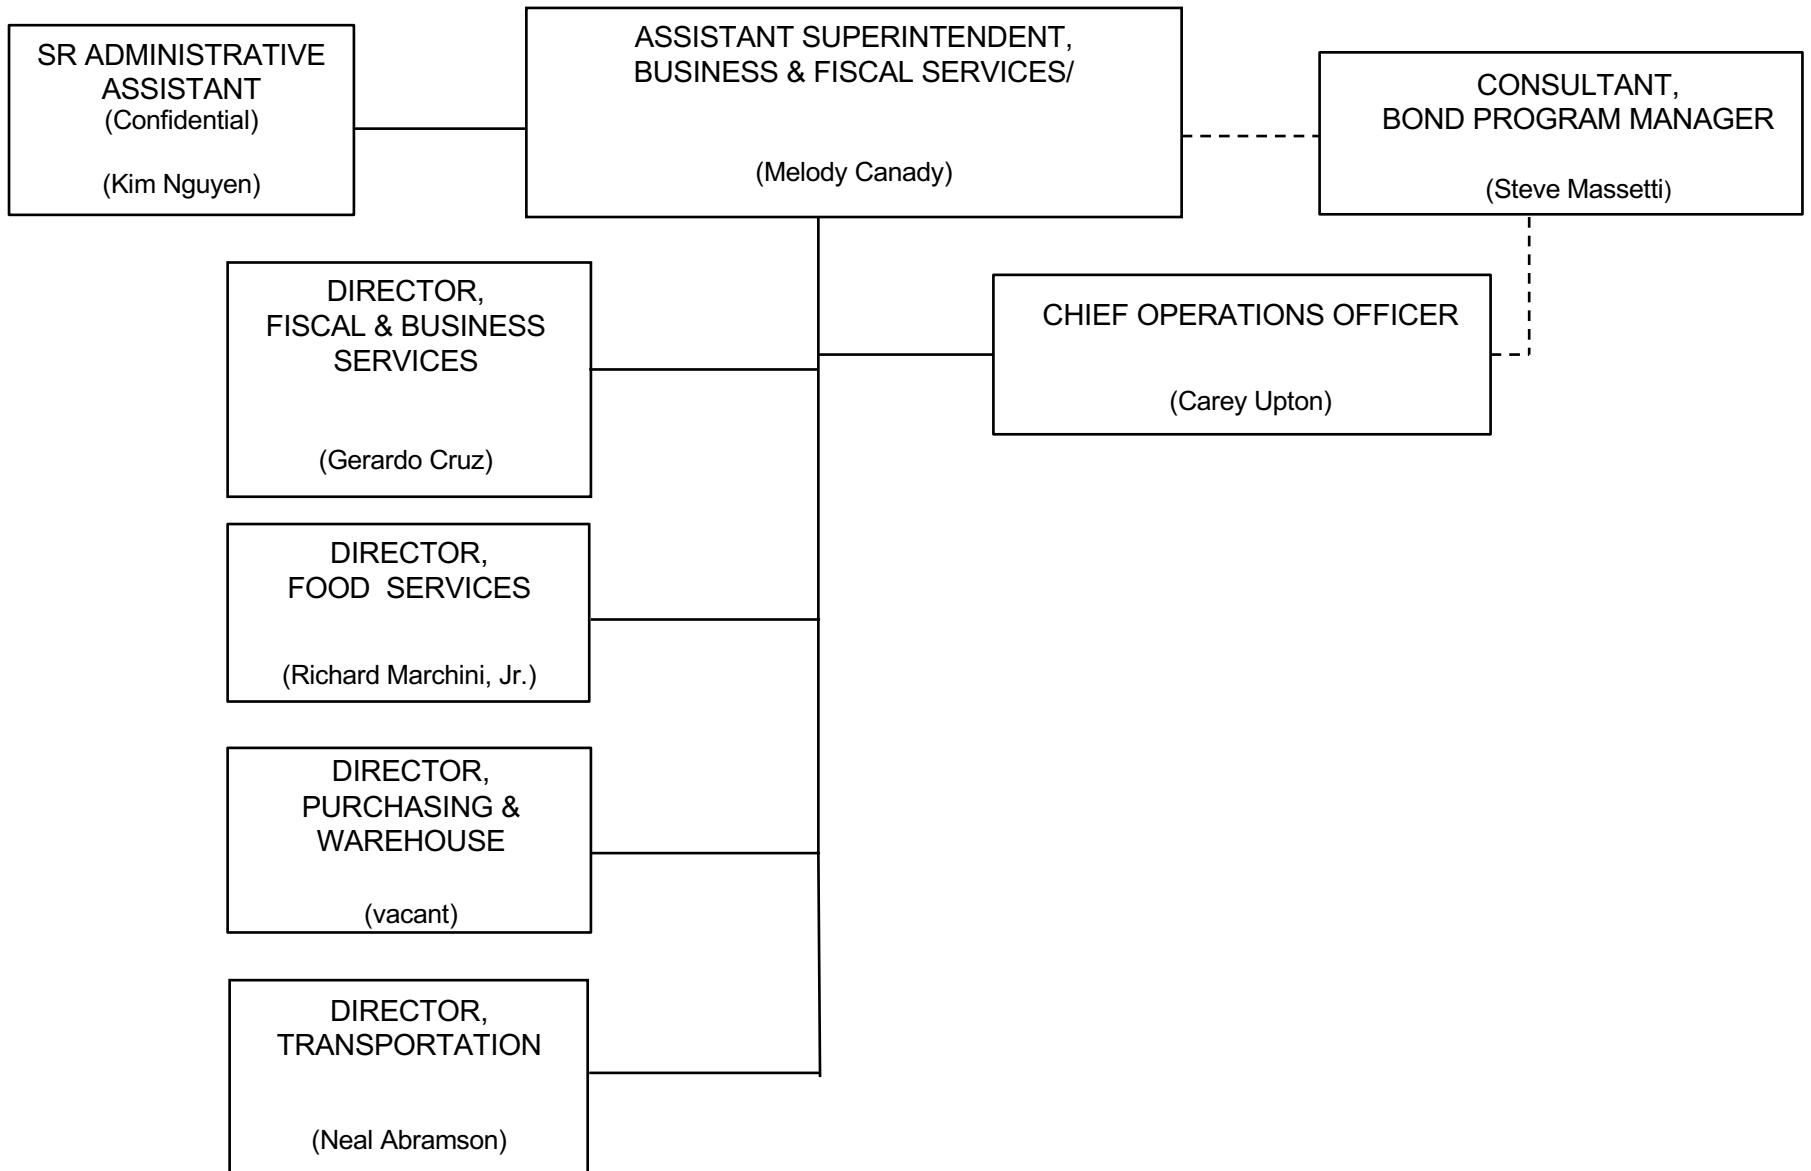 SR ADMINISTRATIVE
ASSISTANT
(Confidential)
(Kim Nguyen)
ASSISTANT SUPERINTENDENT,
BUSINESS & FISCAL SERVICES/
(Melody Canady)
CONSULTANT,
BOND PROGRAM MANAGER
(Steve Massetti)
DIRECTOR,
FISCAL & BUSINESS
SERVICES
(Gerardo Cruz)
CHIEF OPERATIONS OFFICER
(Carey Upton)
DIRECTOR,
FOOD SERVICES
(Richard Marchini, Jr.)
DIRECTOR,
PURCHASING &
WAREHOUSE
(vacant)
DIRECTOR,
TRANSPORTATION
(Neal Abramson)